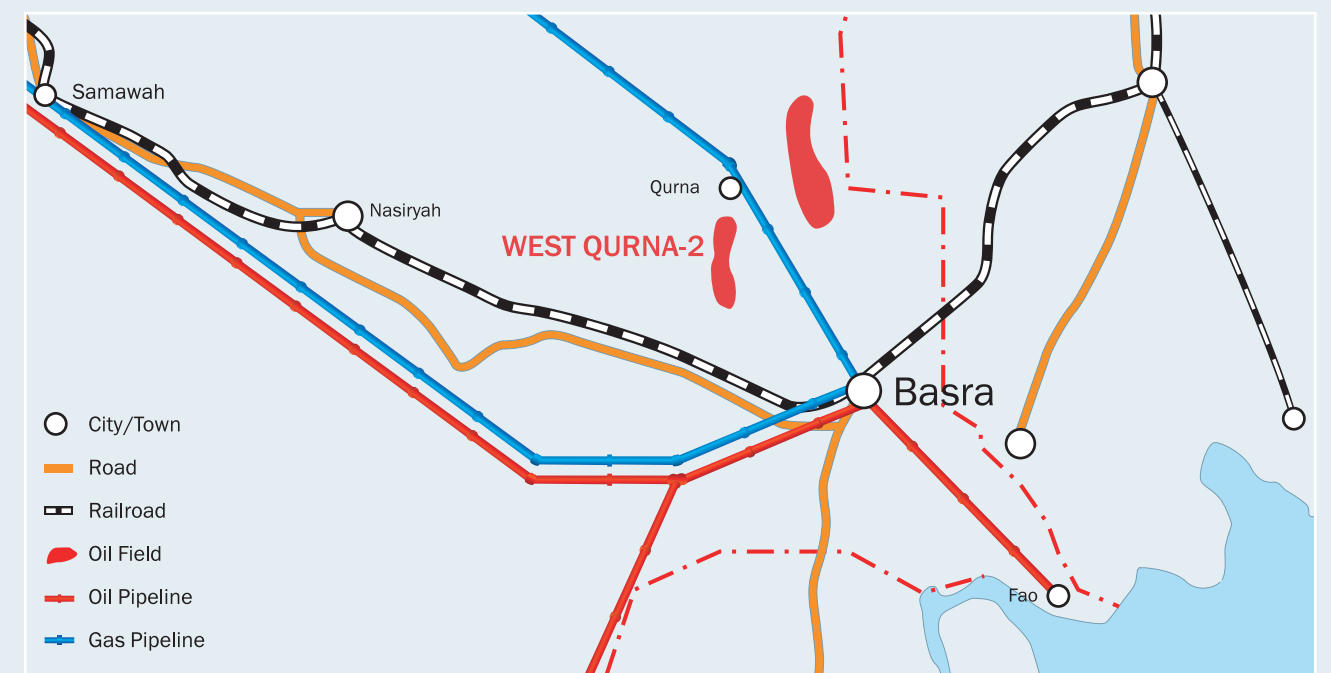 Samawah
Qurna
Nasiryah
WEST QURNA-2
Basra
Fao
City/Town
Road
Railroad
Oil Field
Oil Pipeline
Gas Pipeline